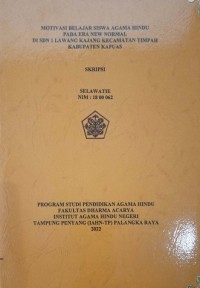 MOTIVASI BELAJAR SISWA AGAMA HINDU
PADA ERA NEW NORMAL
DI SDN 1 LAWANG KAJANG KECAMATAN TIMPAH
KABUPATEN KAPUAS
SKRIPSI
SELAWATIE
NIM : 18 00 062
PROGRAM STUDI PENDIDIKAN AGAMA HINDU
FAKULTAS DHARMA ACARYA
INSTITUT AGAMA HINDU NEGERI
TAMPUNG PENYANG (IAHN-TP) PALANGKA RAYA
2022